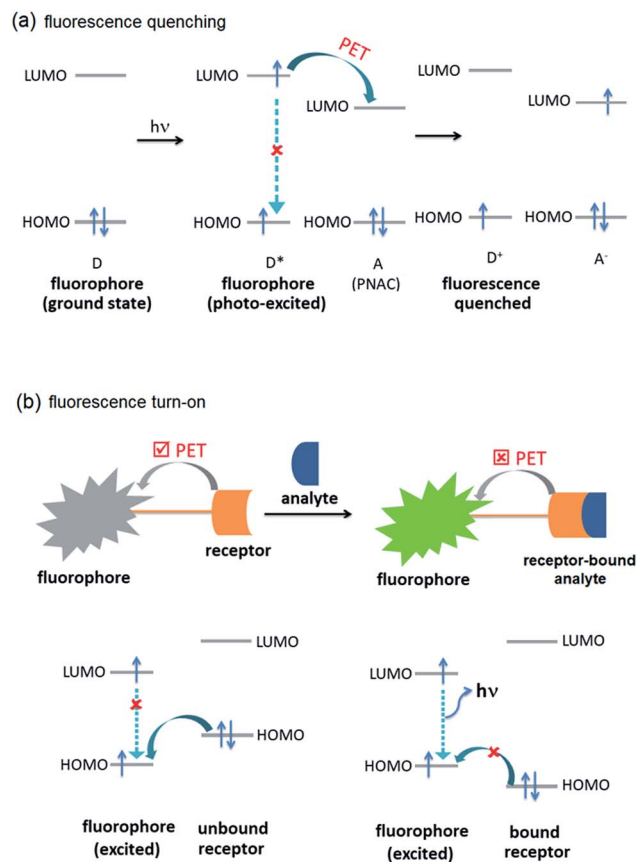 (a) fluorescence quenching
LUMO
hν
HOMO
D
fluorophore
(ground state)
LUMO
PET
LUMO
HOMO
HOMO
D*
fluorophore
(photo-excited)
A
(PNAC)
LUMO
LUMO
HOMO
HOMO
D⁺
A⁻
fluorescence
quenched
(b) fluorescence turn-on
PET
fluorophore
receptor
analyte
PET
fluorophore
receptor-bound
analyte
LUMO
LUMO
HOMO
HOMO
fluorophore
(excited)
unbound
receptor
LUMO
LUMO
hν
HOMO
HOMO
fluorophore
(excited)
bound
receptor